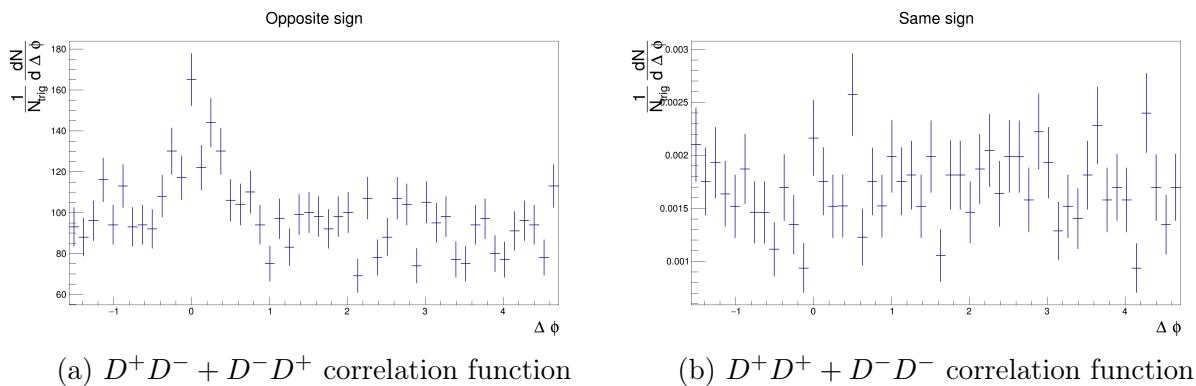 Opposite sign
1 dN
N_trig d Δ ϕ
180
160
140
120
100
80
60
−1 0 1 2 3 4
Δ ϕ
(a) D⁺D⁻ + D⁻D⁺ correlation function
Same sign
1 dN
N_trig d Δ ϕ
0.003
0.0025
0.002
0.0015
0.001
−1 0 1 2 3 4
Δ ϕ
(b) D⁺D⁺ + D⁻D⁻ correlation function